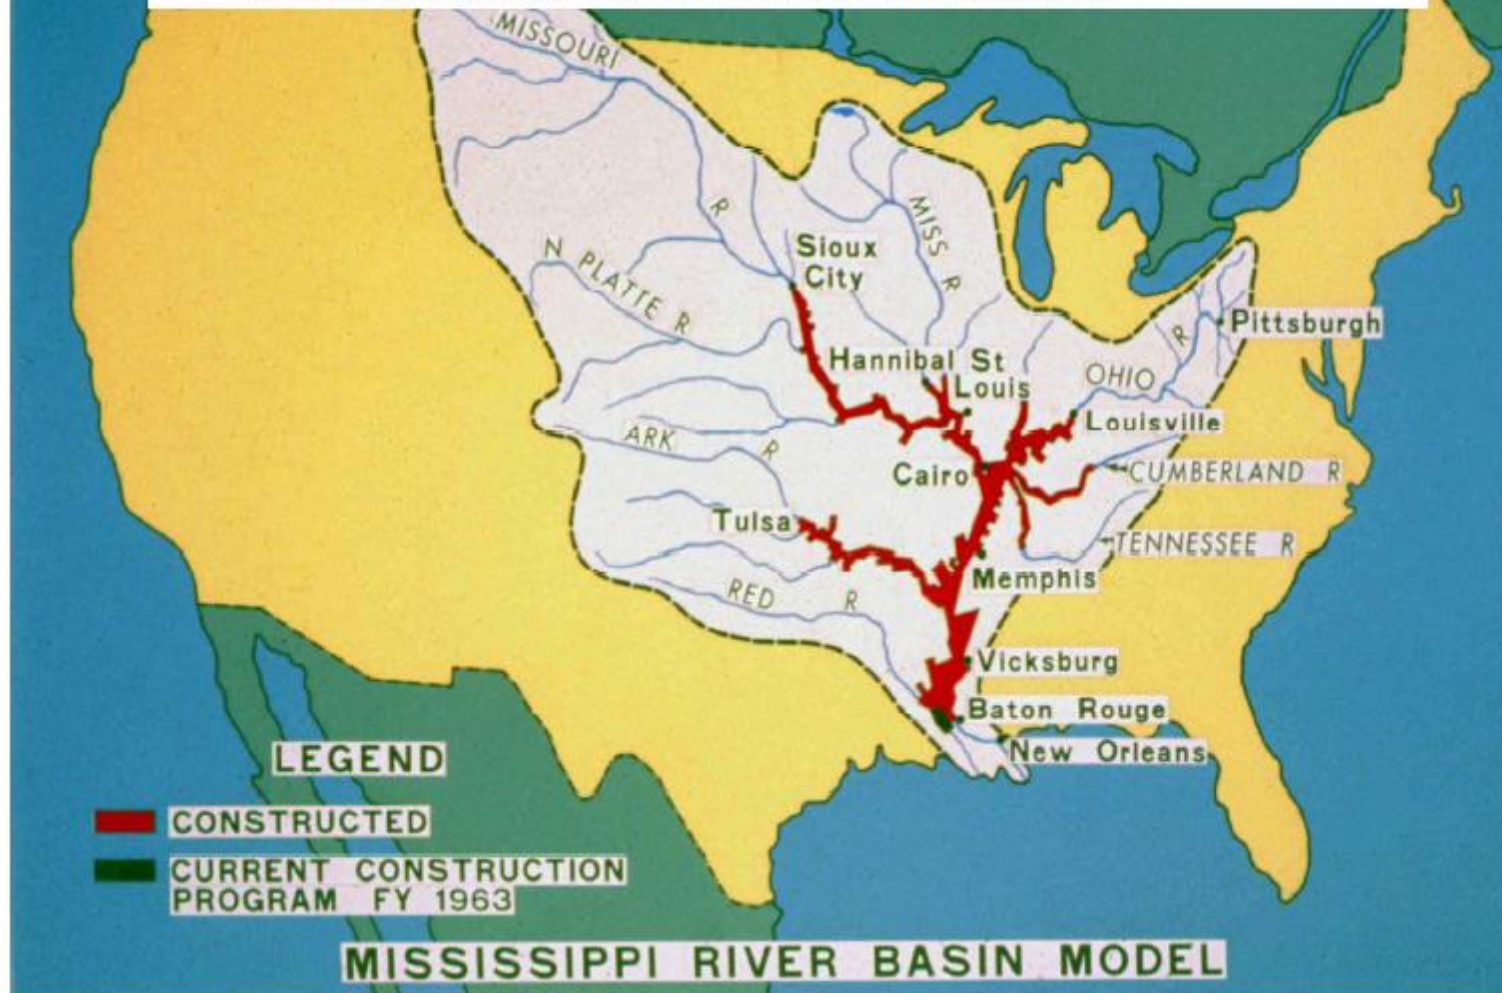 MISSOURI
R
N PLATTE R
MISS R
Sioux
City
Hannibal St
Louis
OHIO R
Pittsburgh
Louisville
ARK R
Cairo
CUMBERLAND R
Tulsa
TENNESSEE R
Memphis
RED R
Vicksburg
Baton Rouge
New Orleans
LEGEND
CONSTRUCTED
CURRENT CONSTRUCTION
PROGRAM FY 1963
MISSISSIPPI RIVER BASIN MODEL